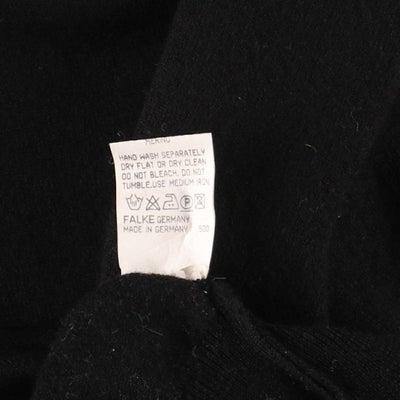 MERINO
HAND WASH SEPARATELY
DRY FLAT OR DRY CLEAN
DO NOT BLEACH, DO NOT
TUMBLE,USE MEDIUM IRON
P
FALKE GERMANY
MADE IN GERMANY 500